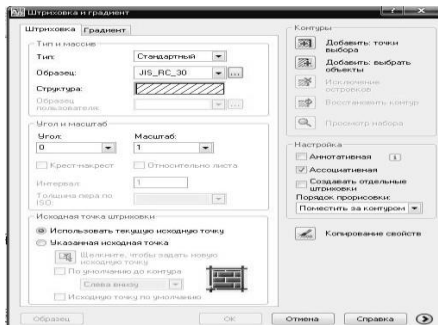 Штриховка и градиент
Штриховка
Градиент
Тип и массив
Тип:
Стандартный
Образец:
JIS_RC_30
Структура:
Образец пользователя:
Угол и масштаб
Угол:
Масштаб:
0
1
Крест-накрест
Относительно листа
Интервал:
1
Толщина пера по ISO:
Исходная точка штриховки
Использовать текущую исходную точку
Указанная исходная точка
Щелкните, чтобы задать новую
исходную точку
По умолчанию до контура
Слева внизу
Исходную точку по умолчанию
Контуры
Добавить: точки
выбора
Добавить: выбрать
объекты
Исключение
островков
Восстановить контур
Просмотр набора
Настройка
Аннотативная
Ассоциативная
Создавать отдельные
штриховки
Порядок прорисовки:
Поместить за контуром
Копирование свойств
Образец
ОК
Отмена
Справка